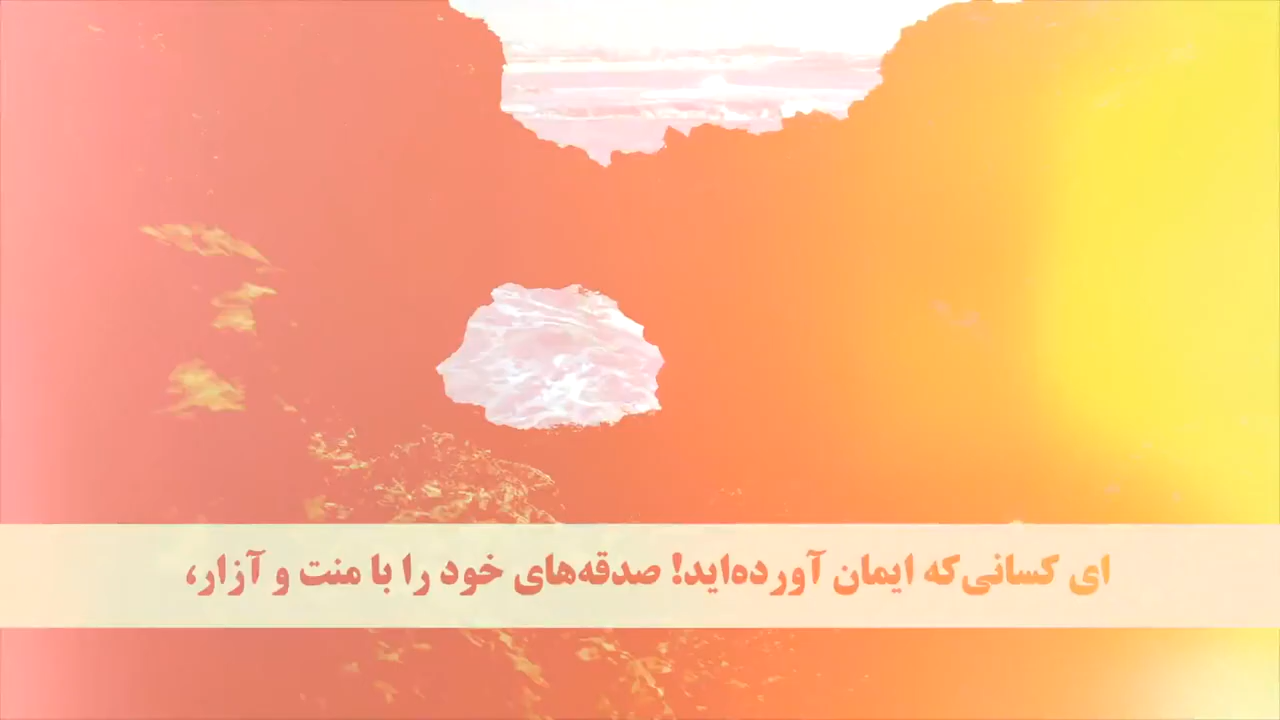 ای کسانی‌که ایمان آورده‌اید! صدقه‌های خود را با منت و آزار،